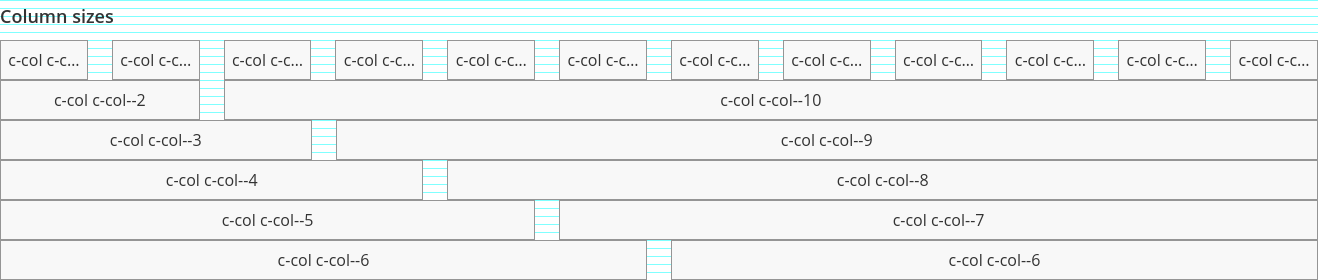 Column sizes
c-col c-c... c-col c-c... c-col c-c... c-col c-c... c-col c-c... c-col c-c... c-col c-c... c-col c-c... c-col c-c... c-col c-c... c-col c-c... c-col c-c...
c-col c-col--2 c-col c-col--10
c-col c-col--3 c-col c-col--9
c-col c-col--4 c-col c-col--8
c-col c-col--5 c-col c-col--7
c-col c-col--6 c-col c-col--6